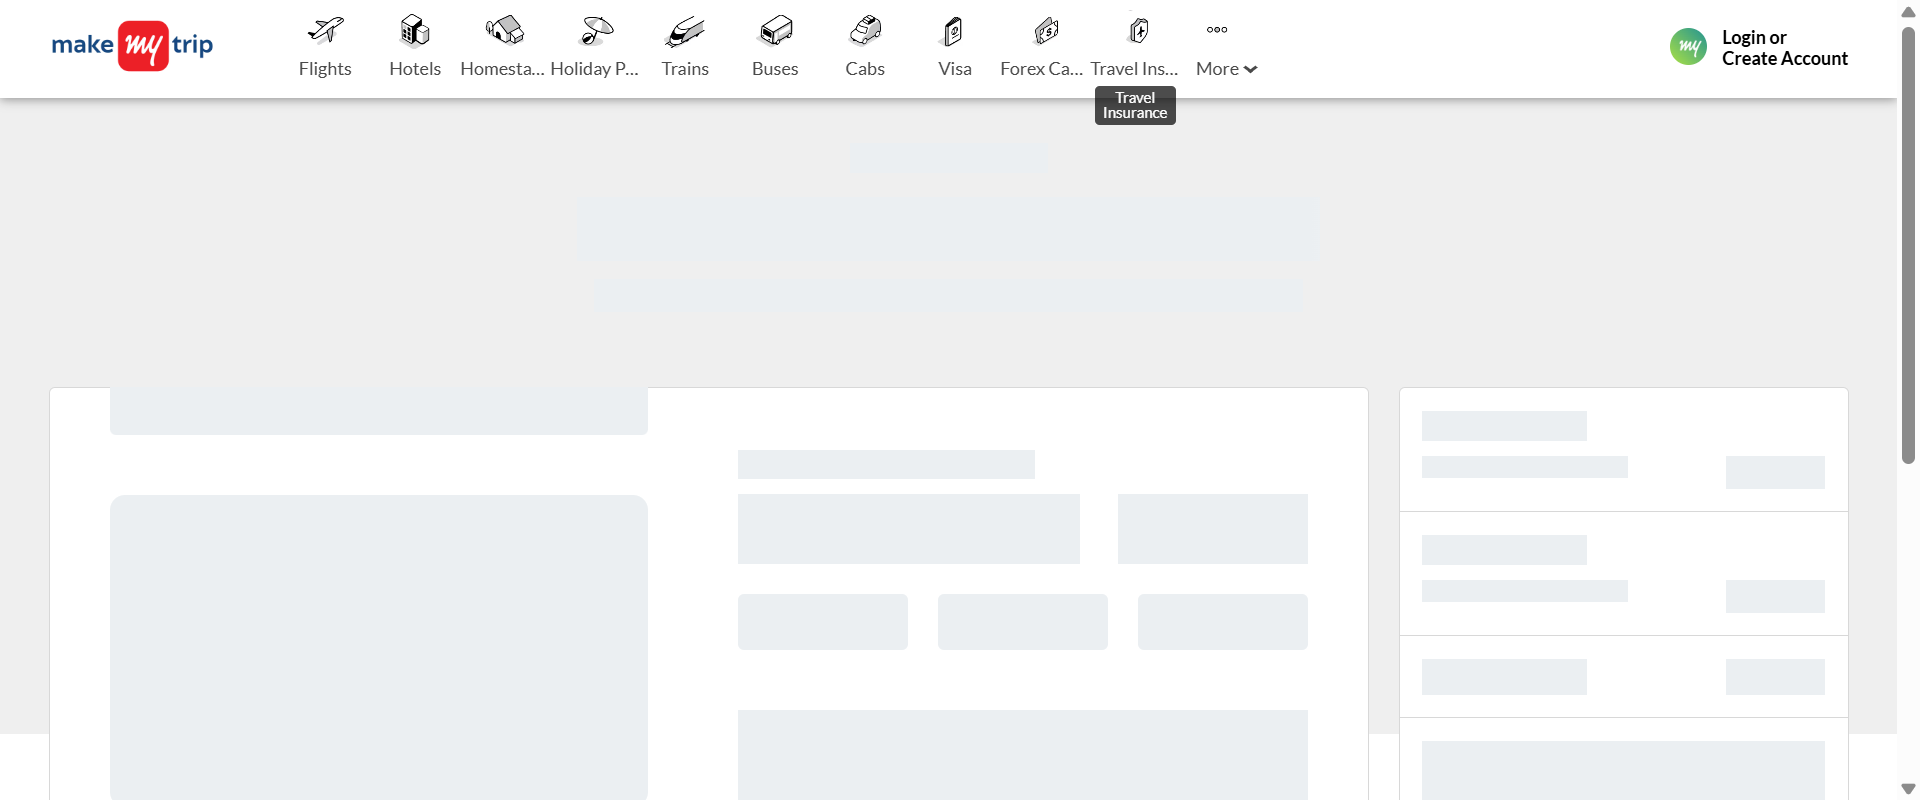 make my trip
Flights
Hotels
Homesta...
Holiday P...
Trains
Buses
Cabs
Visa
Forex Ca...
Travel Ins...
More
my
Login or
Create Account
Travel
Insurance